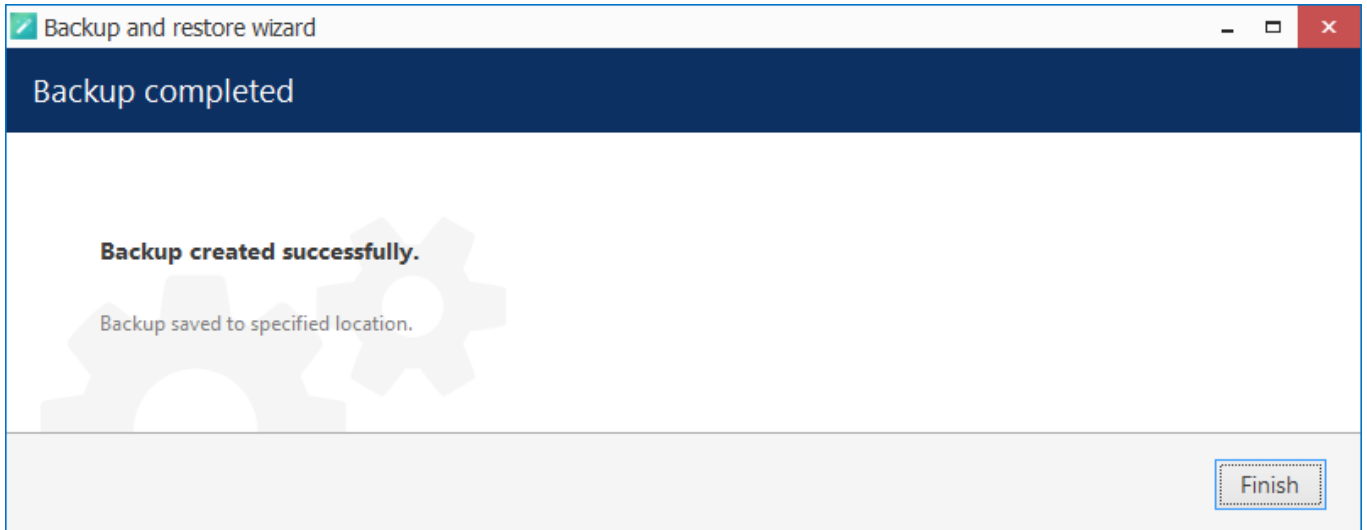 Backup and restore wizard
Backup completed
Backup created successfully.
Backup saved to specified location.
Finish